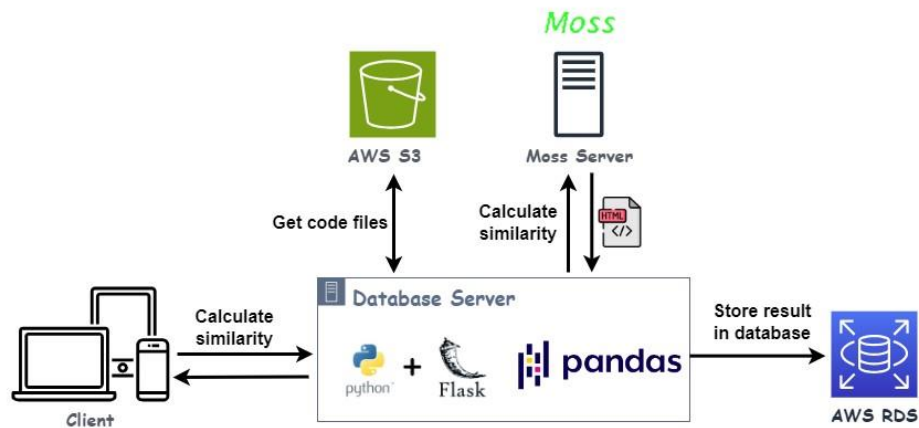 Moss
AWS S3
Moss Server
Get code files
Calculate
similarity
HTML
</>
Database Server
Calculate
similarity
python
+
Flask
pandas
Store result
in database
Client
AWS RDS